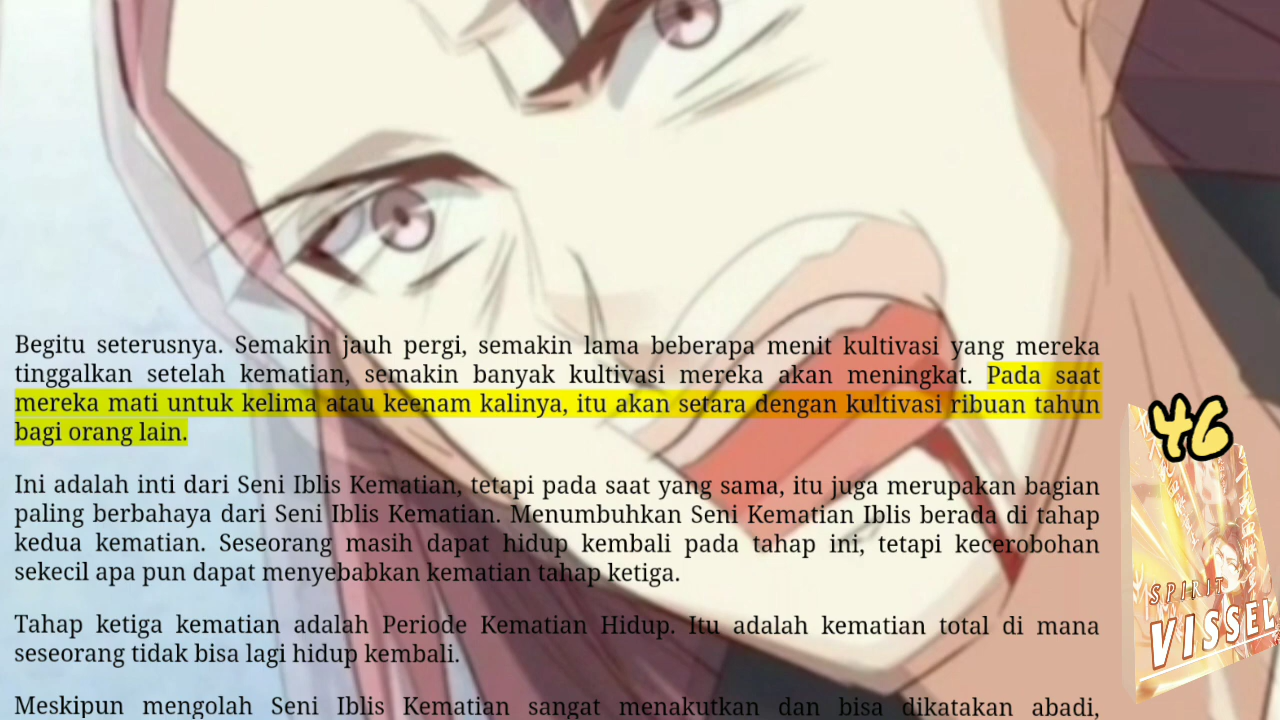 Begitu seterusnya. Semakin jauh pergi, semakin lama beberapa menit kultivasi yang mereka
tinggalkan setelah kematian, semakin banyak kultivasi mereka akan meningkat. Pada saat
mereka mati untuk kelima atau keenam kalinya, itu akan setara dengan kultivasi ribuan tahun
bagi orang lain.
Ini adalah inti dari Seni Iblis Kematian, tetapi pada saat yang sama, itu juga merupakan bagian
paling berbahaya dari Seni Iblis Kematian. Menumbuhkan Seni Kematian Iblis berada di tahap
kedua kematian. Seseorang masih dapat hidup kembali pada tahap ini, tetapi kecerobohan
sekecil apa pun dapat menyebabkan kematian tahap ketiga.
Tahap ketiga kematian adalah Periode Kematian Hidup. Itu adalah kematian total di mana
seseorang tidak bisa lagi hidup kembali.
Meskipun mengolah Seni Iblis Kematian sangat menakutkan dan bisa dikatakan abadi,
46
SPIRIT
VISSEL